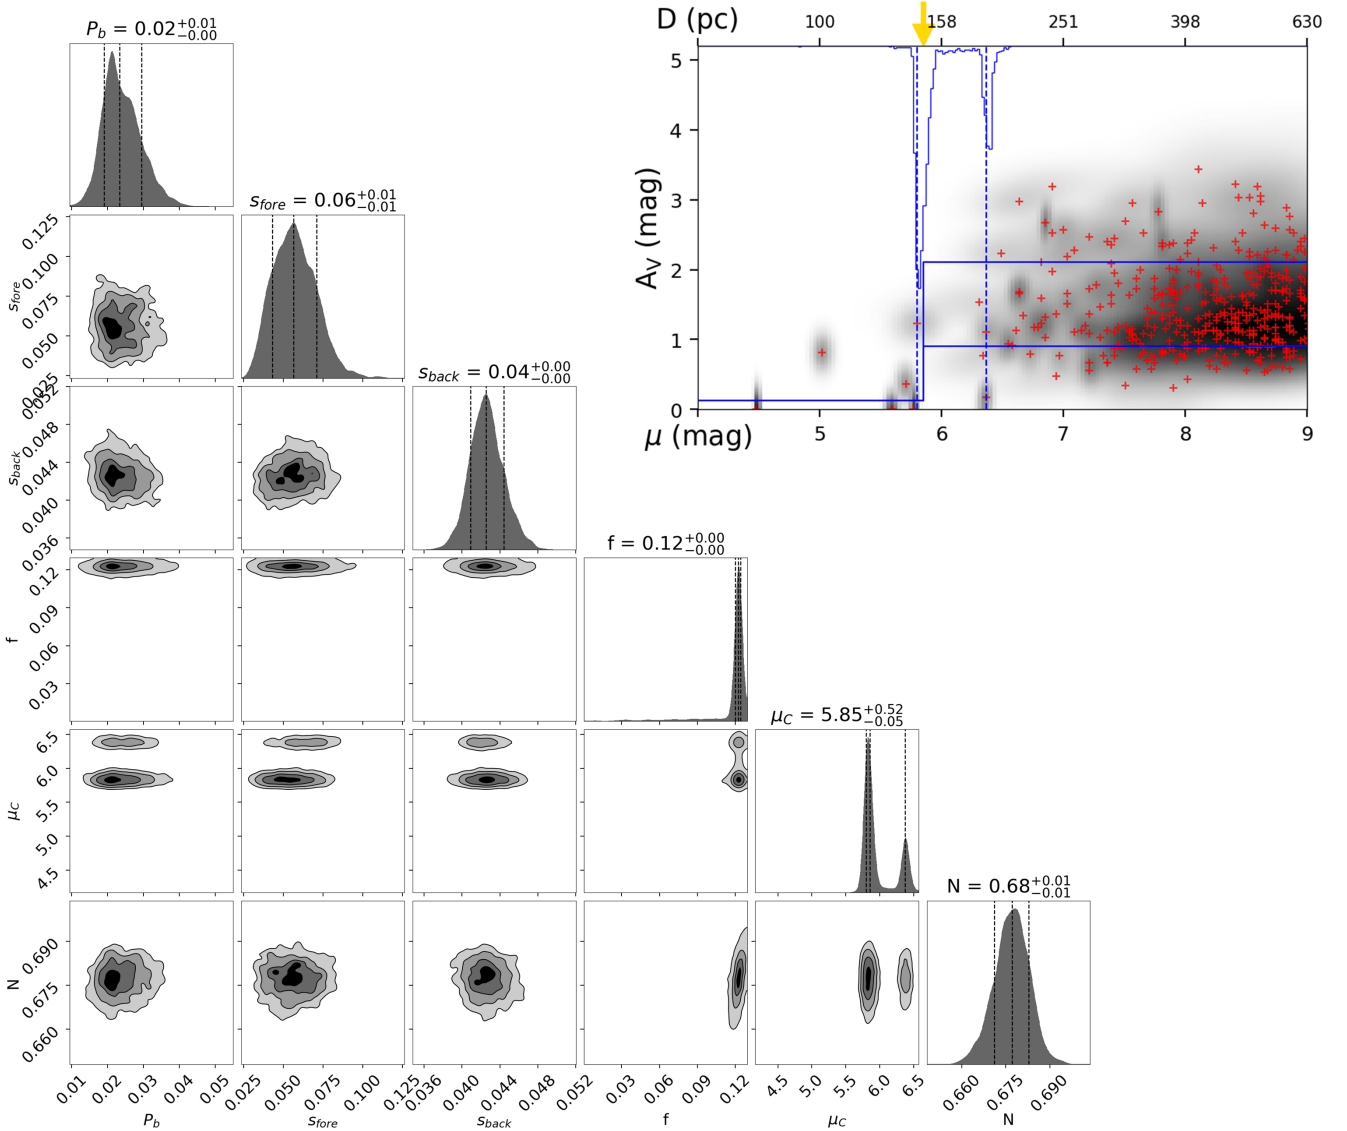 D (pc)
100 158 251 398 630
5
4
3
2
1
0
A_V (mag)
μ (mag)
5 6 7 8 9
P_b = 0.02^{+0.01}_{−0.00}
s_fore = 0.06^{+0.01}_{−0.01}
0.125
0.100
0.075
0.050
0.025
s_fore
s_back = 0.04^{+0.00}_{−0.00}
0.052
0.048
0.044
0.040
0.036
s_back
f = 0.12^{+0.00}_{−0.00}
0.12
0.09
0.06
0.03
f
μ_C = 5.85^{+0.52}_{−0.05}
6.5
6.0
5.5
5.0
4.5
μ_C
N = 0.68^{+0.01}_{−0.01}
0.690
0.675
0.660
N
0.01 0.02 0.03 0.04 0.05
0.025 0.050 0.075 0.100 0.125
0.036 0.040 0.044 0.048 0.052
0.03 0.06 0.09 0.12
4.5 5.0 5.5 6.0 6.5
0.660 0.675 0.690
P_b s_fore s_back f μ_C N